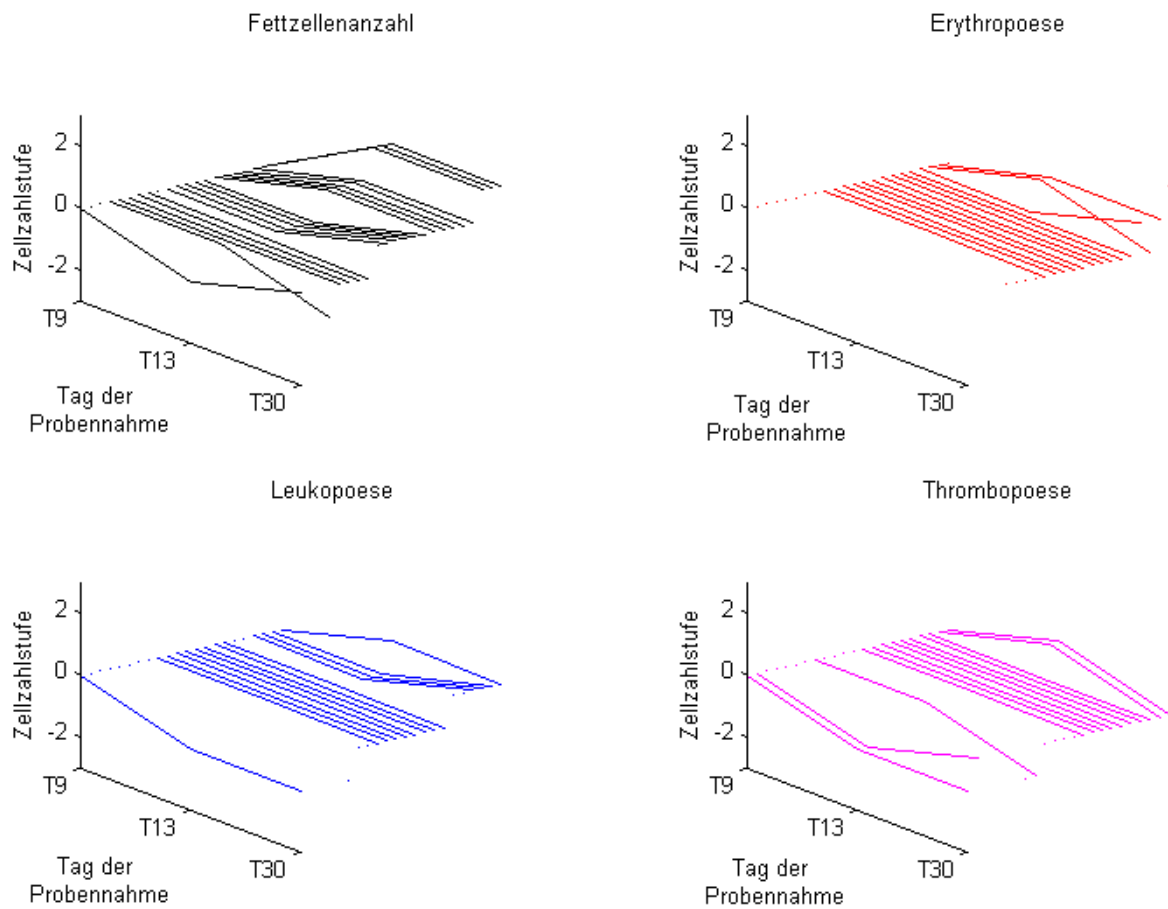 Fettzellenanzahl
Zellzahlstufe
2
0
-2
T9
T13
T30
Tag der
Probennahme
Erythropoese
Zellzahlstufe
2
0
-2
T9
T13
T30
Tag der
Probennahme
Leukopoese
Zellzahlstufe
2
0
-2
T9
T13
T30
Tag der
Probennahme
Thrombopoese
Zellzahlstufe
2
0
-2
T9
T13
T30
Tag der
Probennahme